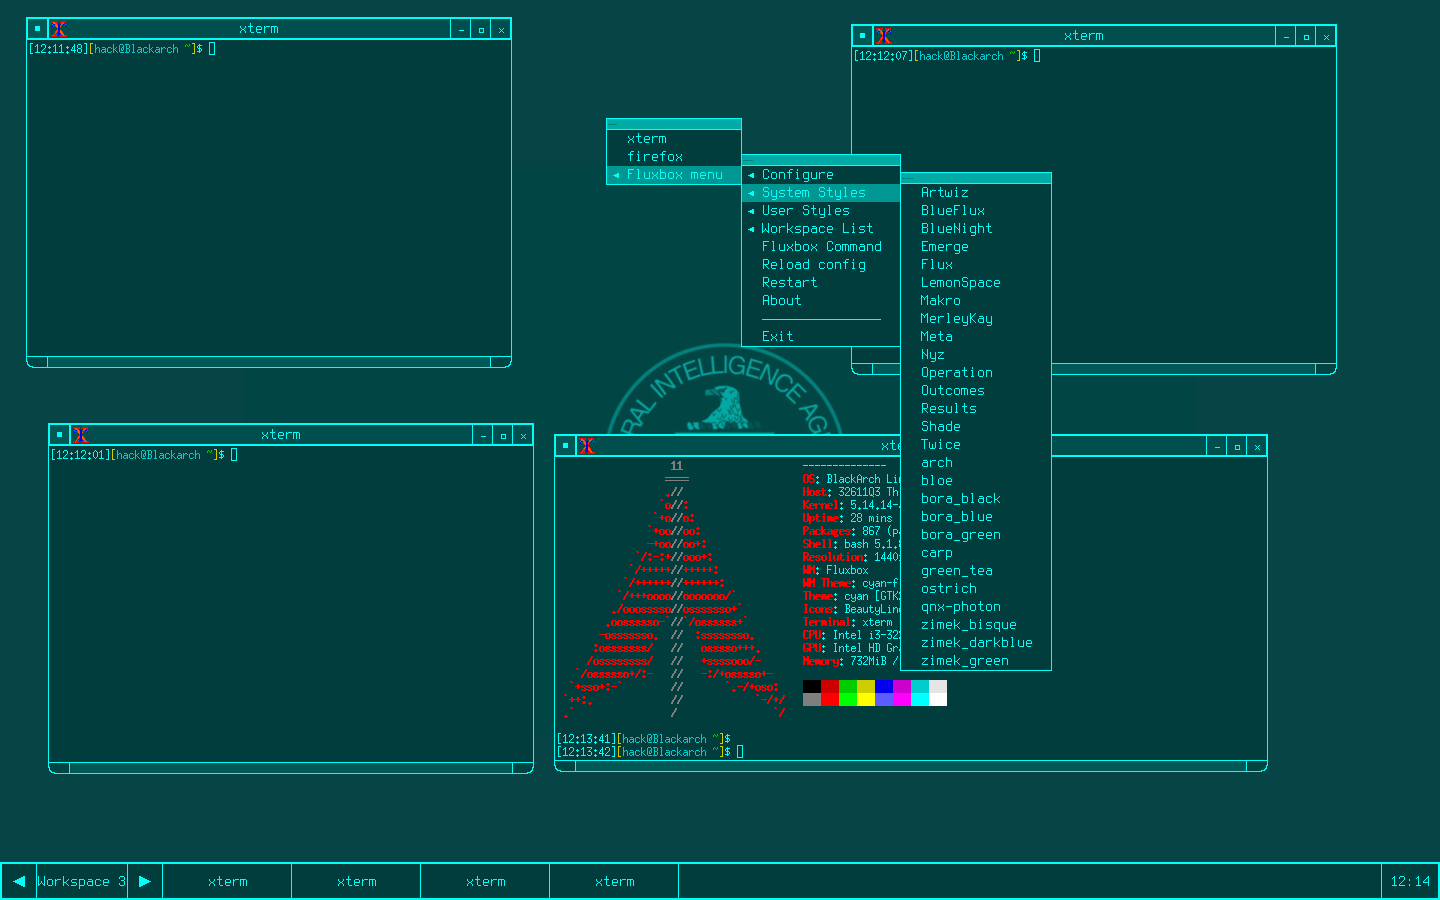 xterm
[12:11:48][hack@Blackarch ~]$
xterm
[12:12:07][hack@Blackarch ~]$
xterm
firefox
Fluxbox menu
Configure
System Styles
User Styles
Workspace List
Fluxbox Command
Reload config
Restart
About
Exit
Artwiz
BlueFlux
BlueNight
Emerge
Flux
LemonSpace
Makro
MerleyKay
Meta
Nyz
Operation
Outcomes
Results
Shade
Twice
arch
bloe
bora_black
bora_blue
bora_green
carp
green_tea
ostrich
qnx-photon
zimek_bisque
zimek_darkblue
zimek_green
INTELLIGENCE
xterm
[12:12:01][hack@Blackarch ~]$
--------------
OS: BlackArch
Host: 3261103
Kernel: 5.14.14-
Uptime: 28 mins
Packages: 867
Shell: bash 5.1.
Resolution: 1440
WM: Fluxbox
WM Theme: cyan-f
Theme: cyan [GTK
Icons: BeautyLin
Terminal: xterm
CPU: Intel i3-32
GPU: Intel HD
Memory: 732MiB /
[12:13:41][hack@Blackarch ~]$
[12:13:42][hack@Blackarch ~]$
Workspace 3 xterm xterm xterm xterm 12:14